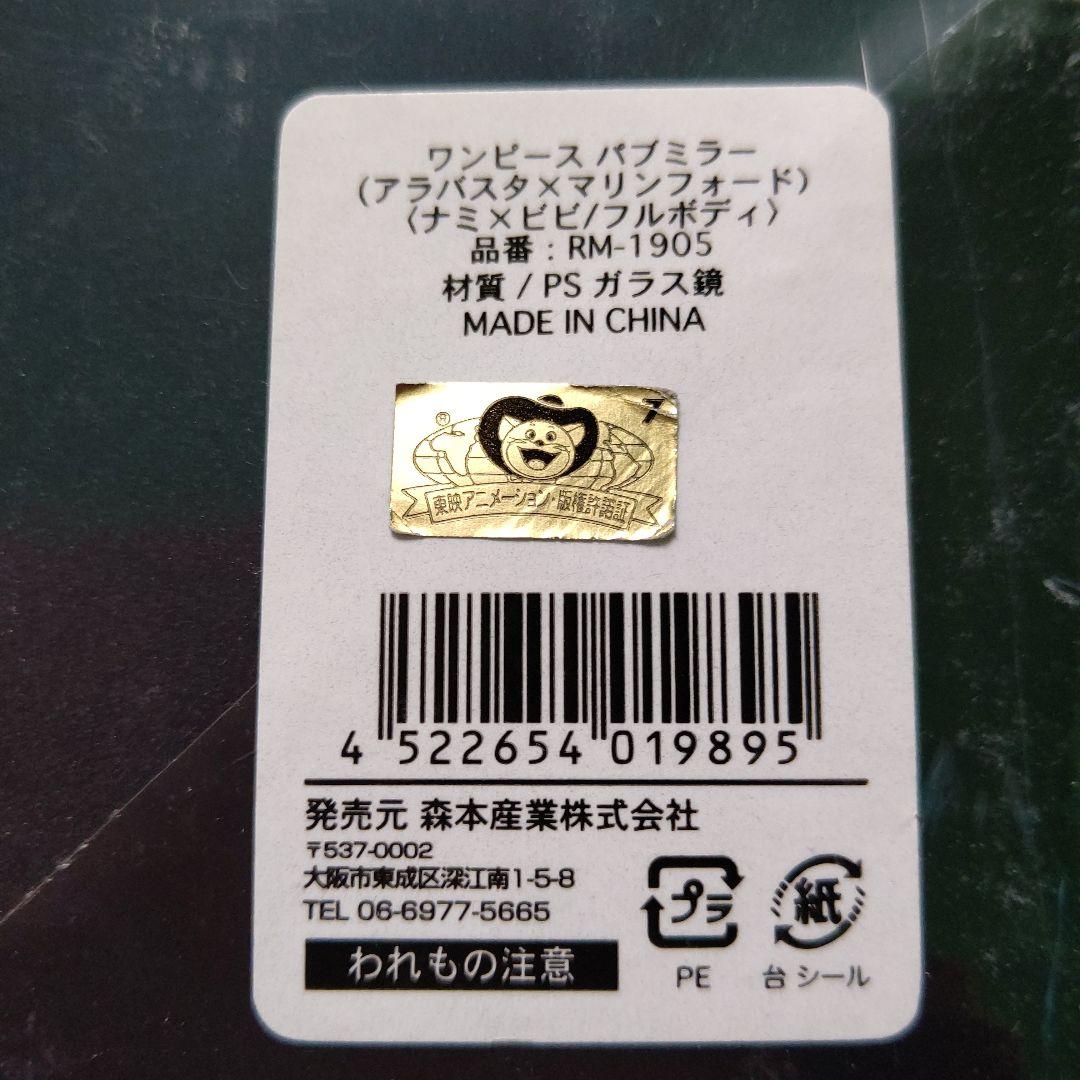 ワンピース パブミラー
（アラバスタ×マリンフォード）
〈ナミ×ビビ/フルボディ〉
品番：RM-1905
材質 / PS ガラス鏡
MADE IN CHINA
® 7
東映アニメーション・版権許諾証
4 522654 019895
発売元 森本産業株式会社
〒537-0002
大阪市東成区深江南1-5-8
TEL 06-6977-5665
われもの注意
プラ
PE
紙
台 シール